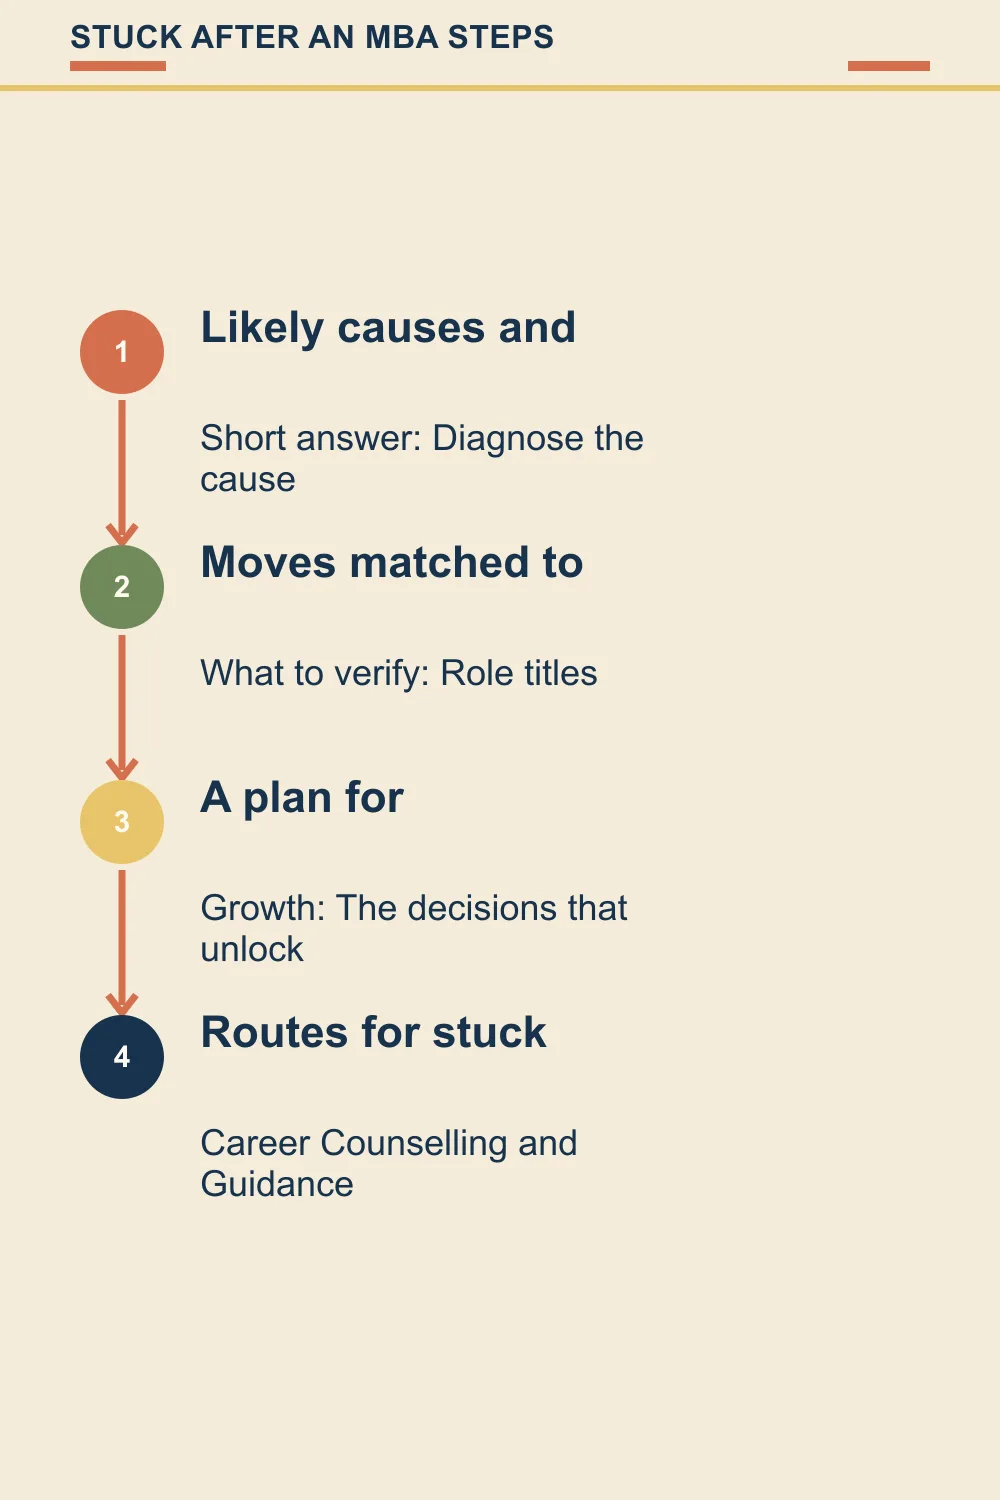 STUCK AFTER AN MBA STEPS
1
Likely causes and
Short answer: Diagnose the
cause
2
Moves matched to
What to verify: Role titles
3
A plan for
Growth: The decisions that
unlock
4
Routes for stuck
Career Counselling and
Guidance